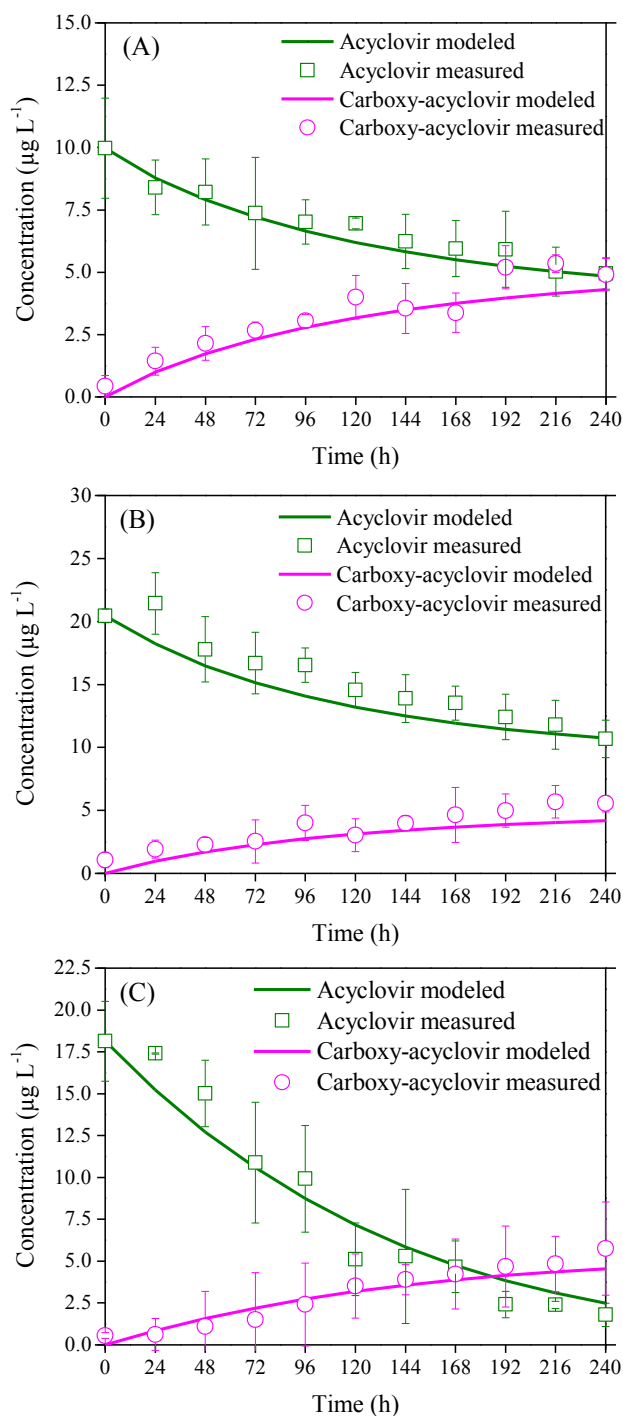 (A)
Acyclovir modeled
Acyclovir measured
Carboxy-acyclovir modeled
Carboxy-acyclovir measured
Concentration (µg L⁻¹)
15.0
12.5
10.0
7.5
5.0
2.5
0.0
0 24 48 72 96 120 144 168 192 216 240
Time (h)
(B)
Acyclovir modeled
Acyclovir measured
Carboxy-acyclovir modeled
Carboxy-acyclovir measured
Concentration (µg L⁻¹)
30
25
20
15
10
5
0
0 24 48 72 96 120 144 168 192 216 240
Time (h)
(C)
Acyclovir modeled
Acyclovir measured
Carboxy-acyclovir modeled
Carboxy-acyclovir measured
Concentration (µg L⁻¹)
22.5
20.0
17.5
15.0
12.5
10.0
7.5
5.0
2.5
0.0
0 24 48 72 96 120 144 168 192 216 240
Time (h)